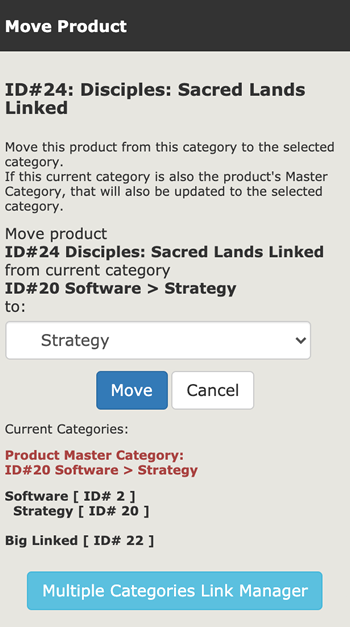 Move Product
ID#24: Disciples: Sacred Lands
Linked
Move this product from this category to the selected
category.
If this current category is also the product's Master
Category, that will also be updated to the selected
category.
Move product
ID#24 Disciples: Sacred Lands Linked
from current category
ID#20 Software > Strategy
to:
Strategy
Move Cancel
Current Categories:
Product Master Category:
ID#20 Software > Strategy
Software [ ID# 2 ]
Strategy [ ID# 20 ]
Big Linked [ ID# 22 ]
Multiple Categories Link Manager